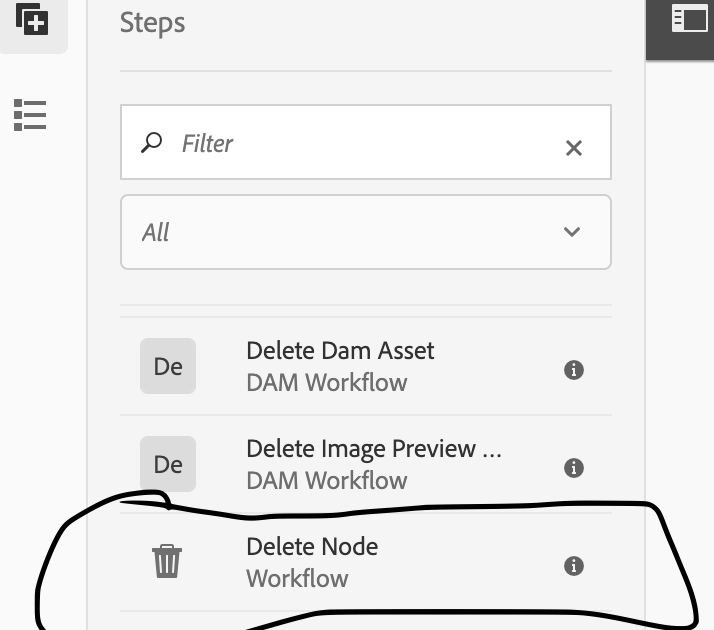 Steps
Filter
All
De
Delete Dam Asset
DAM Workflow
De
Delete Image Preview ...
DAM Workflow
Delete Node
Workflow